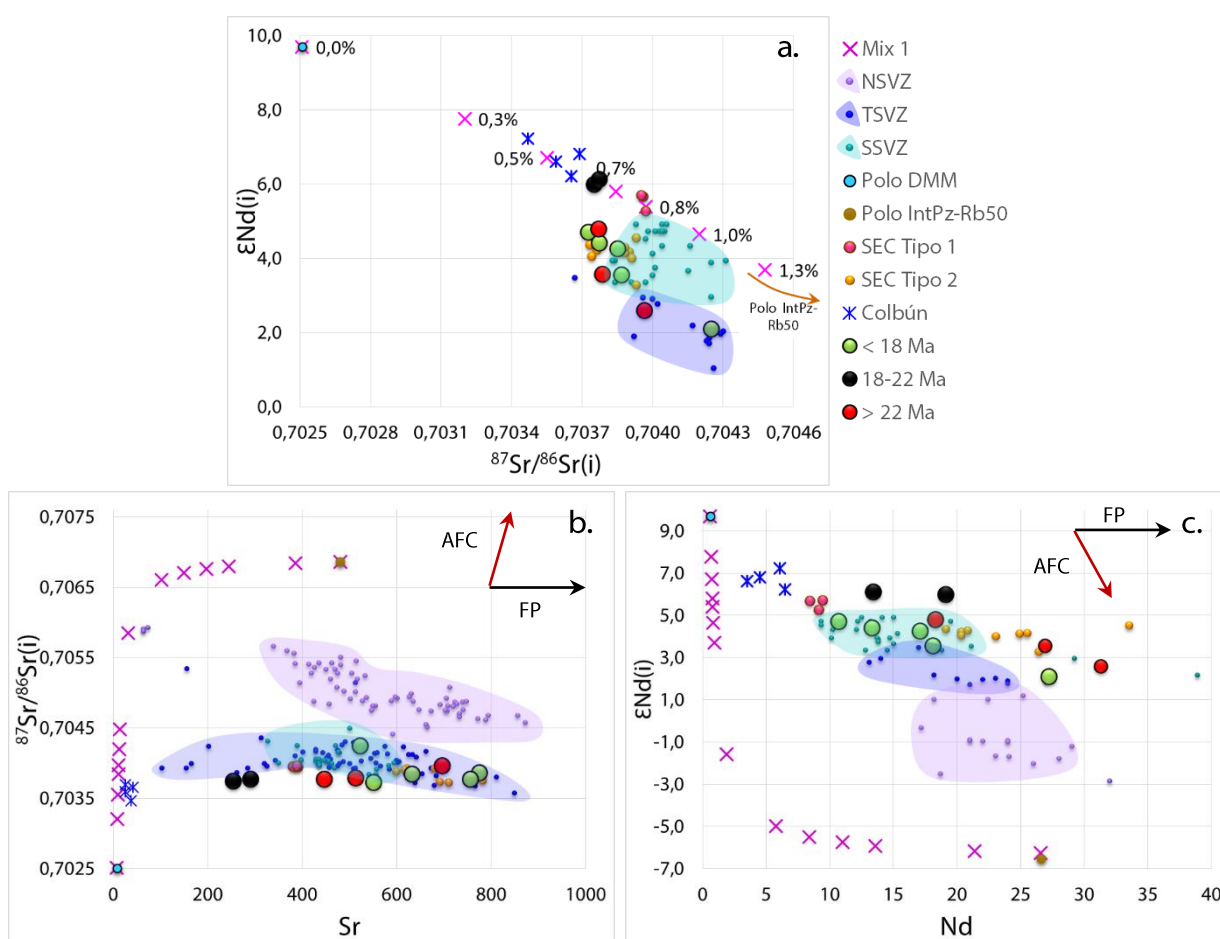 a.
10,0
8,0
6,0
4,0
2,0
0,0
εNd(i)
0,0%
0,3%
0,5%
0,7%
0,8%
1,0%
1,3%
Polo IntPz-
Rb50
0,7025 0,7028 0,7031 0,7034 0,7037 0,7040 0,7043 0,7046
87Sr/86Sr(i)
Mix 1
NSVZ
TSVZ
SSVZ
Polo DMM
Polo IntPz-Rb50
SEC Tipo 1
SEC Tipo 2
Colbún
< 18 Ma
18-22 Ma
> 22 Ma
b.
0,7075
0,7065
0,7055
0,7045
0,7035
0,7025
87Sr/86Sr(i)
AFC
FP
0 200 400 600 800 1000
Sr
c.
9,0
7,0
5,0
3,0
1,0
-1,0
-3,0
-5,0
-7,0
εNd(i)
FP
AFC
0 5 10 15 20 25 30 35 40
Nd